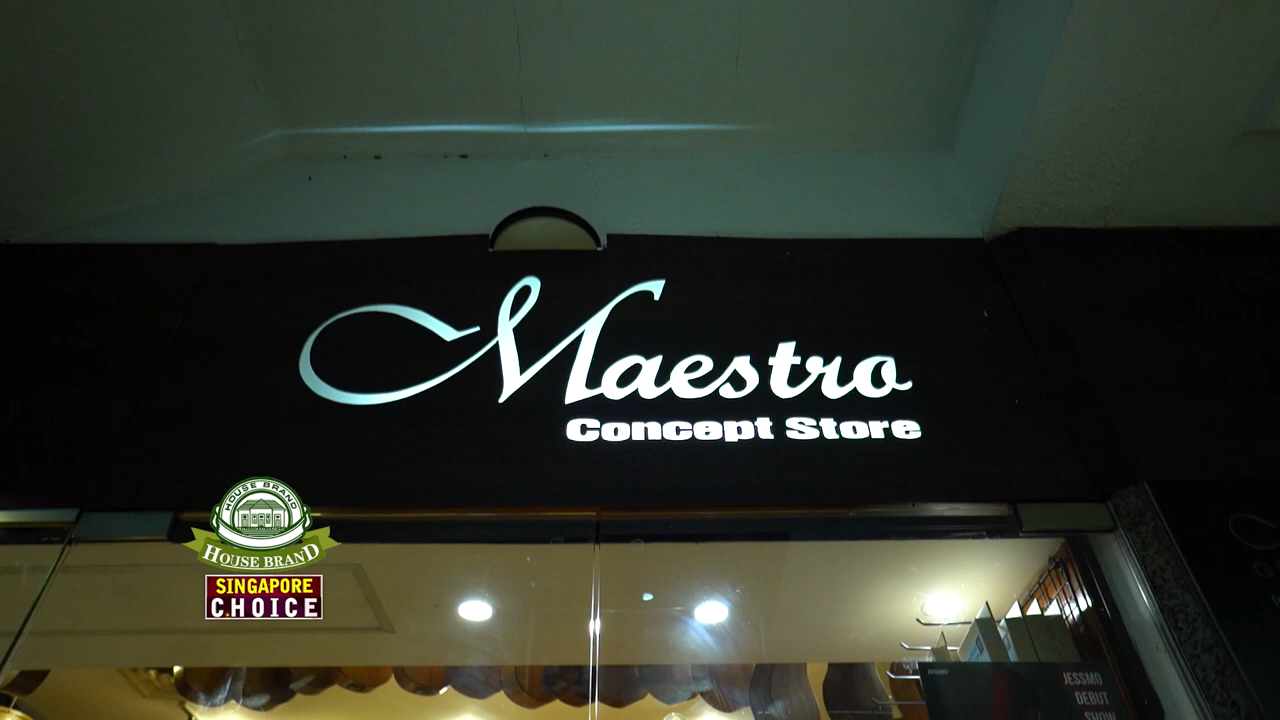 Maestro
Concept Store
HOUSE BRAND
HOUSE BRAND
SINGAPORE
CHOICE
JESSMO
DEBUT
SHOW